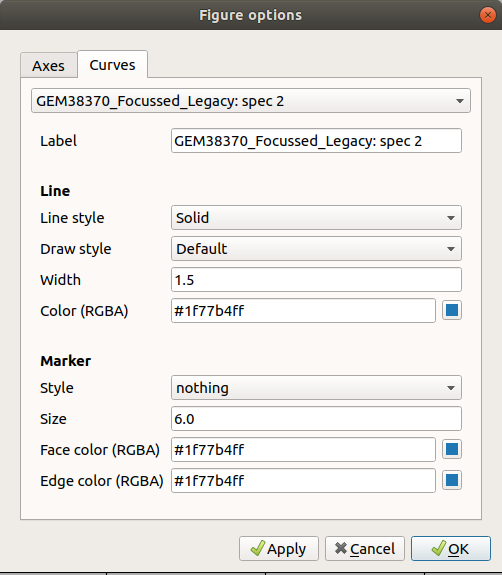 Figure options
Axes Curves
GEM38370_Focussed_Legacy: spec 2
Label GEM38370_Focussed_Legacy: spec 2
Line
Line style Solid
Draw style Default
Width 1.5
Color (RGBA) #1f77b4ff
Marker
Style nothing
Size 6.0
Face color (RGBA) #1f77b4ff
Edge color (RGBA) #1f77b4ff
Apply Cancel OK